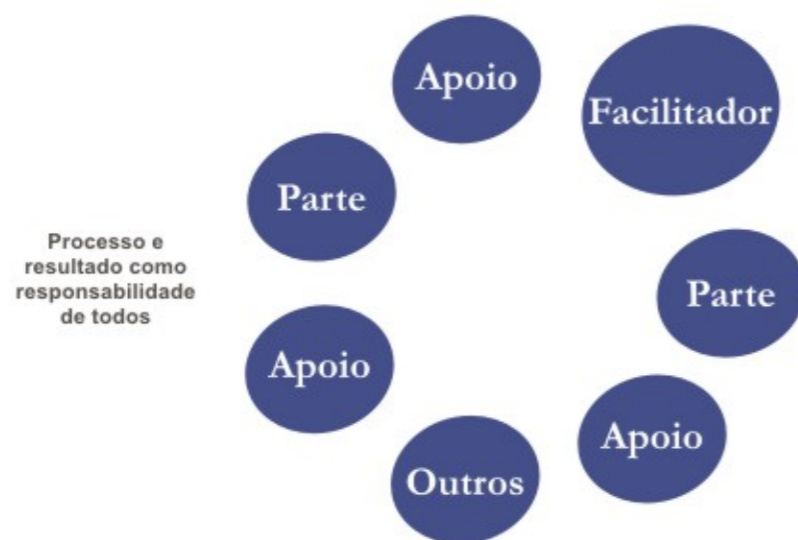 Apoio
Facilitador
Parte
Processo e
resultado como
responsabilidade
de todos
Parte
Apoio
Apoio
Outros